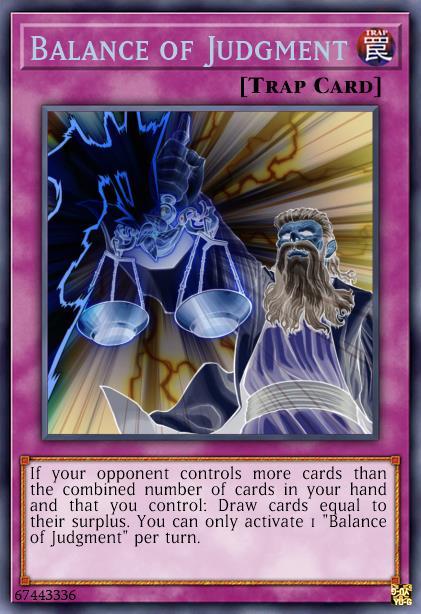 BALANCE OF JUDGMENT
TRAP
罠
[TRAP CARD]
If your opponent controls more cards than
the combined number of cards in your hand
and that you control: Draw cards equal to
their surplus. You can only activate 1 "Balance
of Judgment" per turn.
67443336